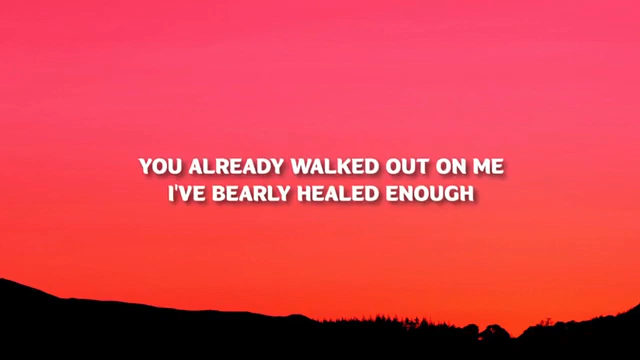 YOU ALREADY WALKED OUT ON ME
I'VE BEARLY HEALED ENOUGH